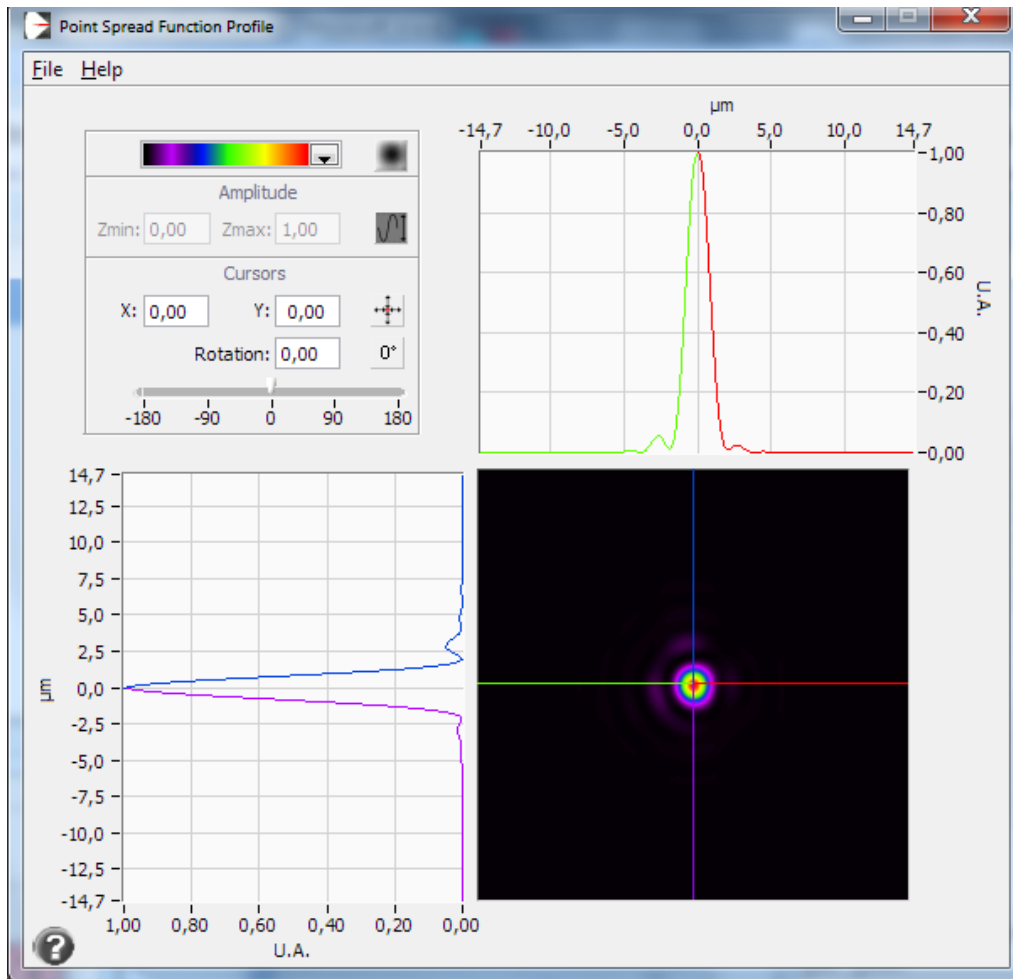 Point Spread Function Profile
File Help
µm
-14,7 -10,0 -5,0 0,0 5,0 10,0 14,7
1,00
0,80
0,60
0,40
0,20
0,00
U.A.
Amplitude
Zmin: 0,00 Zmax: 1,00
Cursors
X: 0,00 Y: 0,00
Rotation: 0,00 0°
-180 -90 0 90 180
14,7
12,5
10,0
7,5
5,0
2,5
0,0
-2,5
-5,0
-7,5
-10,0
-12,5
-14,7
µm
1,00 0,80 0,60 0,40 0,20 0,00
U.A.
?